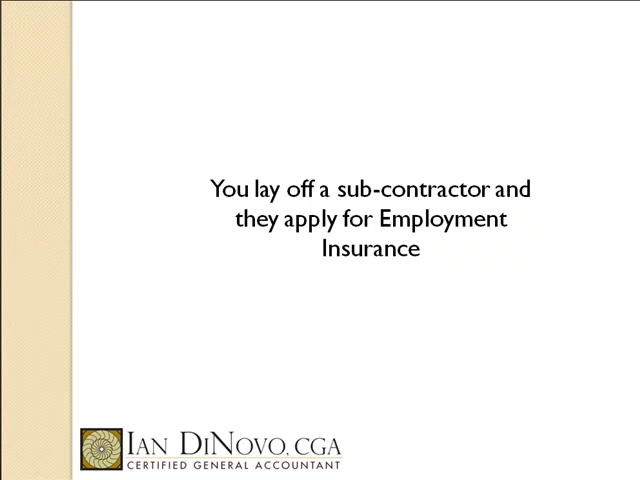 You lay off a sub-contractor and
they apply for Employment
Insurance
IAN DINOVO, CGA
CERTIFIED GENERAL ACCOUNTANT